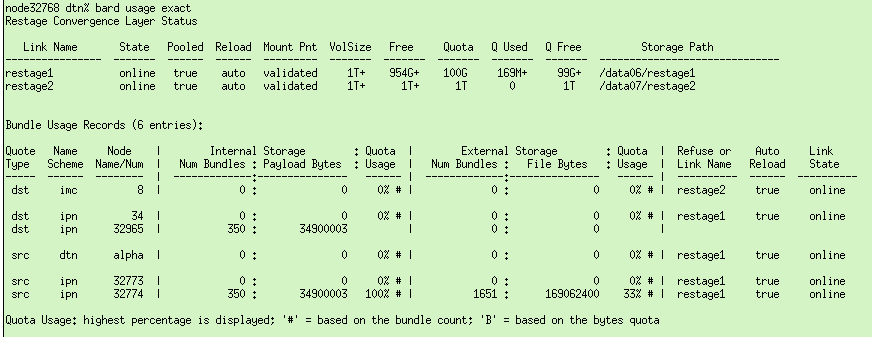 node32768 dtn% bard usage exact
Restage Convergence Layer Status
Link Name State Pooled Reload Mount Pnt VolSize Free Quota Q Used Q Free Storage Path
restage1 online true auto validated 1T+ 954G+ 100G 169M+ 99G+ /data06/restage1
restage2 online true auto validated 1T+ 1T+ 1T 0 1T /data07/restage2
Bundle Usage Records (6 entries):
Quote Name Node | Internal Storage : Quota | External Storage : Quota | Refuse or Auto Link
Type Scheme Name/Num | Num Bundles : Payload Bytes : Usage | Num Bundles : File Bytes : Usage | Link Name Reload State
dst imc 8 | 0 : 0 0% # | 0 : 0 0% # | restage2 true online
dst ipn 34 | 0 : 0 0% # | 0 : 0 0% # | restage1 true online
dst ipn 32965 | 350 : 34900003 0 : 0 |
src dtn alpha | 0 : 0 0% # | 0 : 0 0% # | restage1 true online
src ipn 32773 | 0 : 0 0% # | 0 : 0 0% # | restage1 true online
src ipn 32774 | 350 : 34900003 100% # | 1651 : 169062400 33% # | restage1 true online
Quota Usage: highest percentage is displayed; '#' = based on the bundle count; 'B' = based on the bytes quota